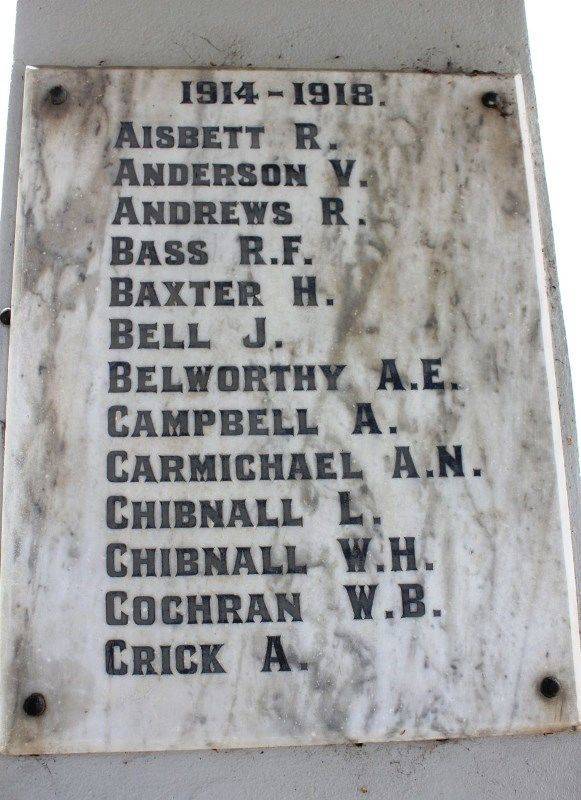 1914-1918.
AISBETT R.
ANDERSON V.
ANDREWS R.
BASS R.F.
BAXTER H.
BELL J.
BELWORTHY A.E.
CAMPBELL A.
CARMICHAEL A.N.
CHIBNALL L.
CHIBNALL W.H.
COCHRAN W.B.
CRICK A.